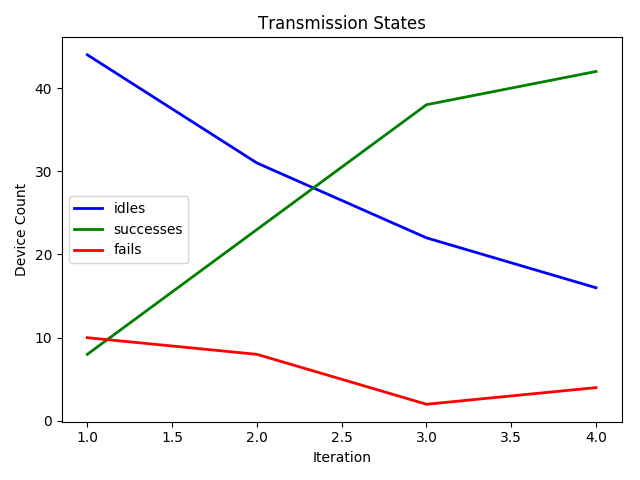 Transmission States
Device Count
40
30
20
10
0
idles
successes
fails
1.0 1.5 2.0 2.5 3.0 3.5 4.0
Iteration